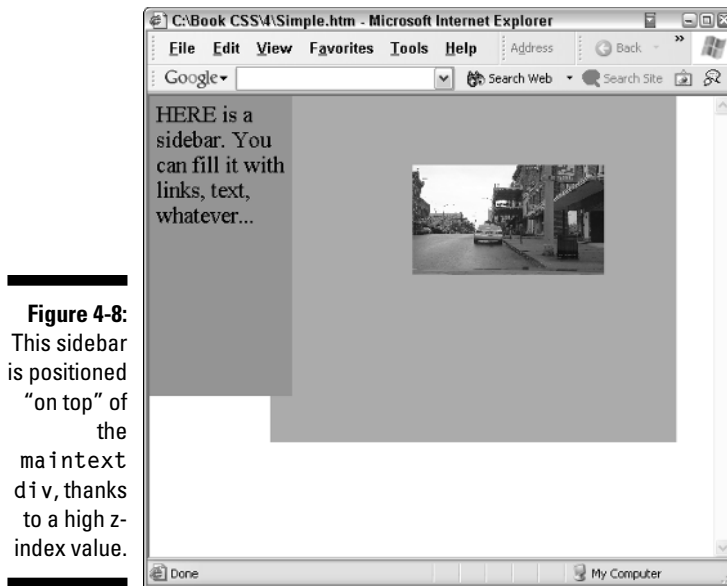 C:\Book CSS\4\Simple.htm - Microsoft Internet Explorer
File Edit View Favorites Tools Help Address Back »
Google Search Web Search Site
HERE is a
sidebar. You
can fill it with
links, text,
whatever...
Figure 4-8:
This sidebar
is positioned
“on top” of
the
maintext
div, thanks
to a high z-
index value.
Done My Computer